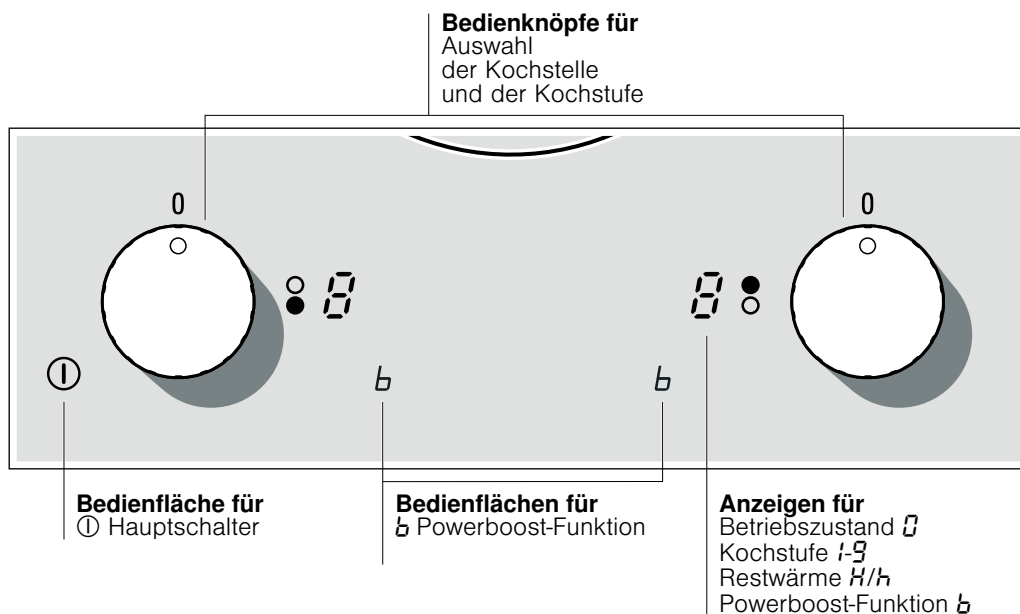 Bedienknöpfe für
Auswahl
der Kochstelle
und der Kochstufe
0
0
8
8
b
b
Bedienfläche für
Hauptschalter
Bedienflächen für
b Powerboost-Funktion
Anzeigen für
Betriebszustand 0
Kochstufe 1-9
Restwärme H/h
Powerboost-Funktion b